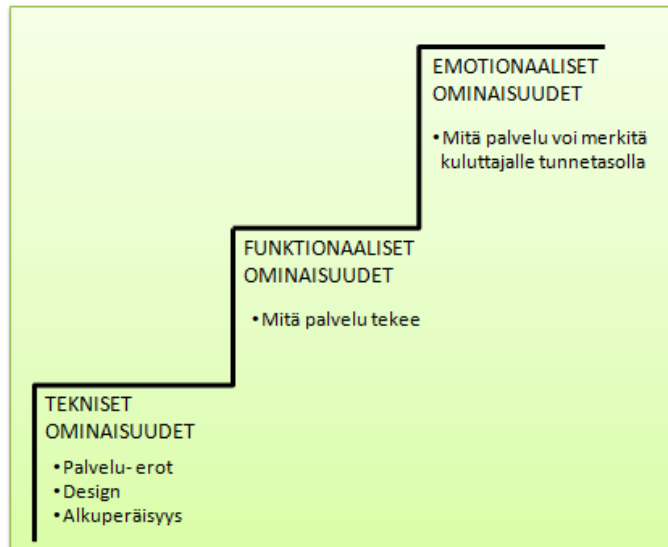 EMOTIONAALISET
OMINAISUUDET
• Mitä palvelu voi merkitä
kuluttajalle tunnetasolla
FUNKTIONAALISET
OMINAISUUDET
• Mitä palvelu tekee
TEKNISET
OMINAISUUDET
• Palvelu- erot
• Design
• Alkuperäisyys